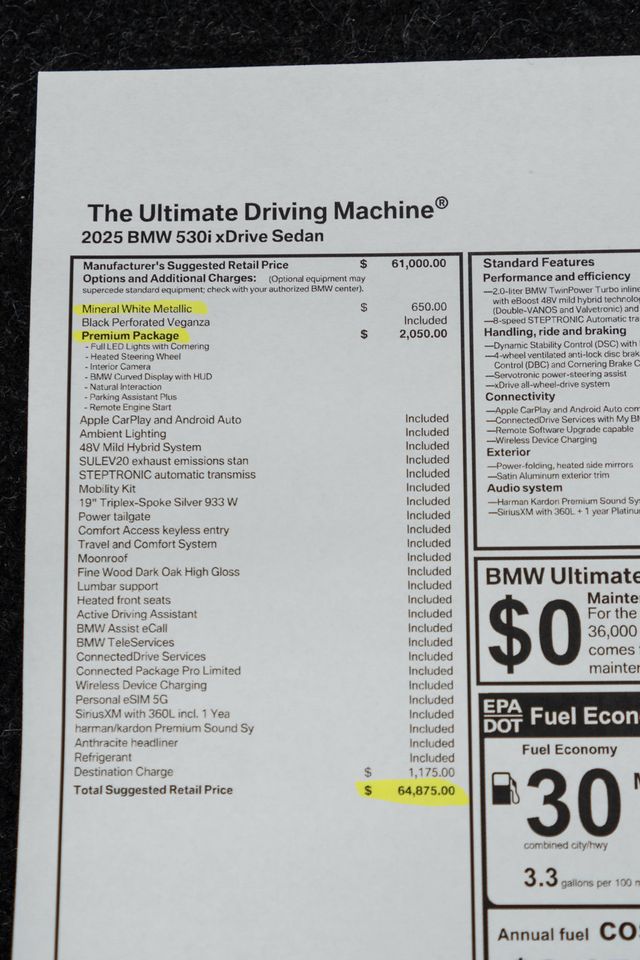 The Ultimate Driving Machine®
2025 BMW 530i xDrive Sedan
Manufacturer's Suggested Retail Price $ 61,000.00
Options and Additional Charges: (Optional equipment may
supercede standard equipment; check with your authorized BMW center).
Mineral White Metallic $ 650.00
Black Perforated Veganza Included
Premium Package $ 2,050.00
- Full LED Lights with Cornering
- Heated Steering Wheel
- Interior Camera
- BMW Curved Display with HUD
- Natural Interaction
- Parking Assistant Plus
- Remote Engine Start
Apple CarPlay and Android Auto Included
Ambient Lighting Included
48V Mild Hybrid System Included
SULEV20 exhaust emissions stan Included
STEPTRONIC automatic transmiss Included
Mobility Kit Included
19" Triplex-Spoke Silver 933 W Included
Power tailgate Included
Comfort Access keyless entry Included
Travel and Comfort System Included
Moonroof Included
Fine Wood Dark Oak High Gloss Included
Lumbar support Included
Heated front seats Included
Active Driving Assistant Included
BMW Assist eCall Included
BMW TeleServices Included
ConnectedDrive Services Included
Connected Package Pro Limited Included
Wireless Device Charging Included
Personal eSIM 5G Included
SiriusXM with 360L incl. 1 Yea Included
harman/kardon Premium Sound Sy Included
Anthracite headliner Included
Refrigerant Included
Destination Charge $ 1,175.00
Total Suggested Retail Price $ 64,875.00
Standard Features
Performance and efficiency
—2.0-liter BMW TwinPower Turbo inline
with eBoost 48V mild hybrid technolo
(Double-VANOS and Valvetronic) and
—8-speed STEPTRONIC Automatic tra
Handling, ride and braking
—Dynamic Stability Control (DSC) with
—4-wheel ventilated anti-lock disc brak
Control (DBC) and Cornering Brake C
—Servotronic power-steering assist
—xDrive all-wheel-drive system
Connectivity
—Apple CarPlay and Android Auto com
—ConnectedDrive Services with My BM
—Remote Software Upgrade capable
—Wireless Device Charging
Exterior
—Power-folding, heated side mirrors
—Satin Aluminum exterior trim
Audio system
—Harman Kardon Premium Sound Sy
—SiriusXM with 360L + 1 year Platinu
BMW Ultimate
$0
Mainte
For the
36,000
comes
mainter
EPA
DOT
Fuel Econ
Fuel Economy
30
combined city/hwy
3.3 gallons per 100 m
Annual fuel COS